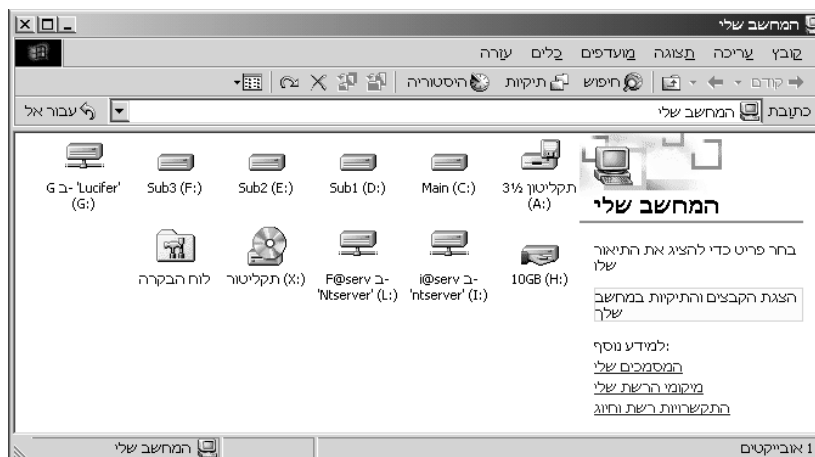 המחשב שלי
קובץ עריכה תצוגה מועדפים כלים עזרה
קודם חיפוש תיקיות היסטוריה
כתובת המחשב שלי עבור אל
המחשב שלי
בחר פריט כדי להציג את התיאור
שלו
הצגת הקבצים והתיקיות במחשב
שלך
למידע נוסף:
המסמכים שלי
מיקומי הרשת שלי
התקשרויות רשת וחיוג
תקליטון 3½
(A:)
Main (C:)
Sub1 (D:)
Sub2 (E:)
Sub3 (F:)
G ב- 'Lucifer'
(G:)
10GB (H:)
i@serv ב-
'ntserver' (I:)
F@serv ב-
'Ntserver' (L:)
תקליטור (X:)
לוח הבקרה
1 אובייקטים
המחשב שלי